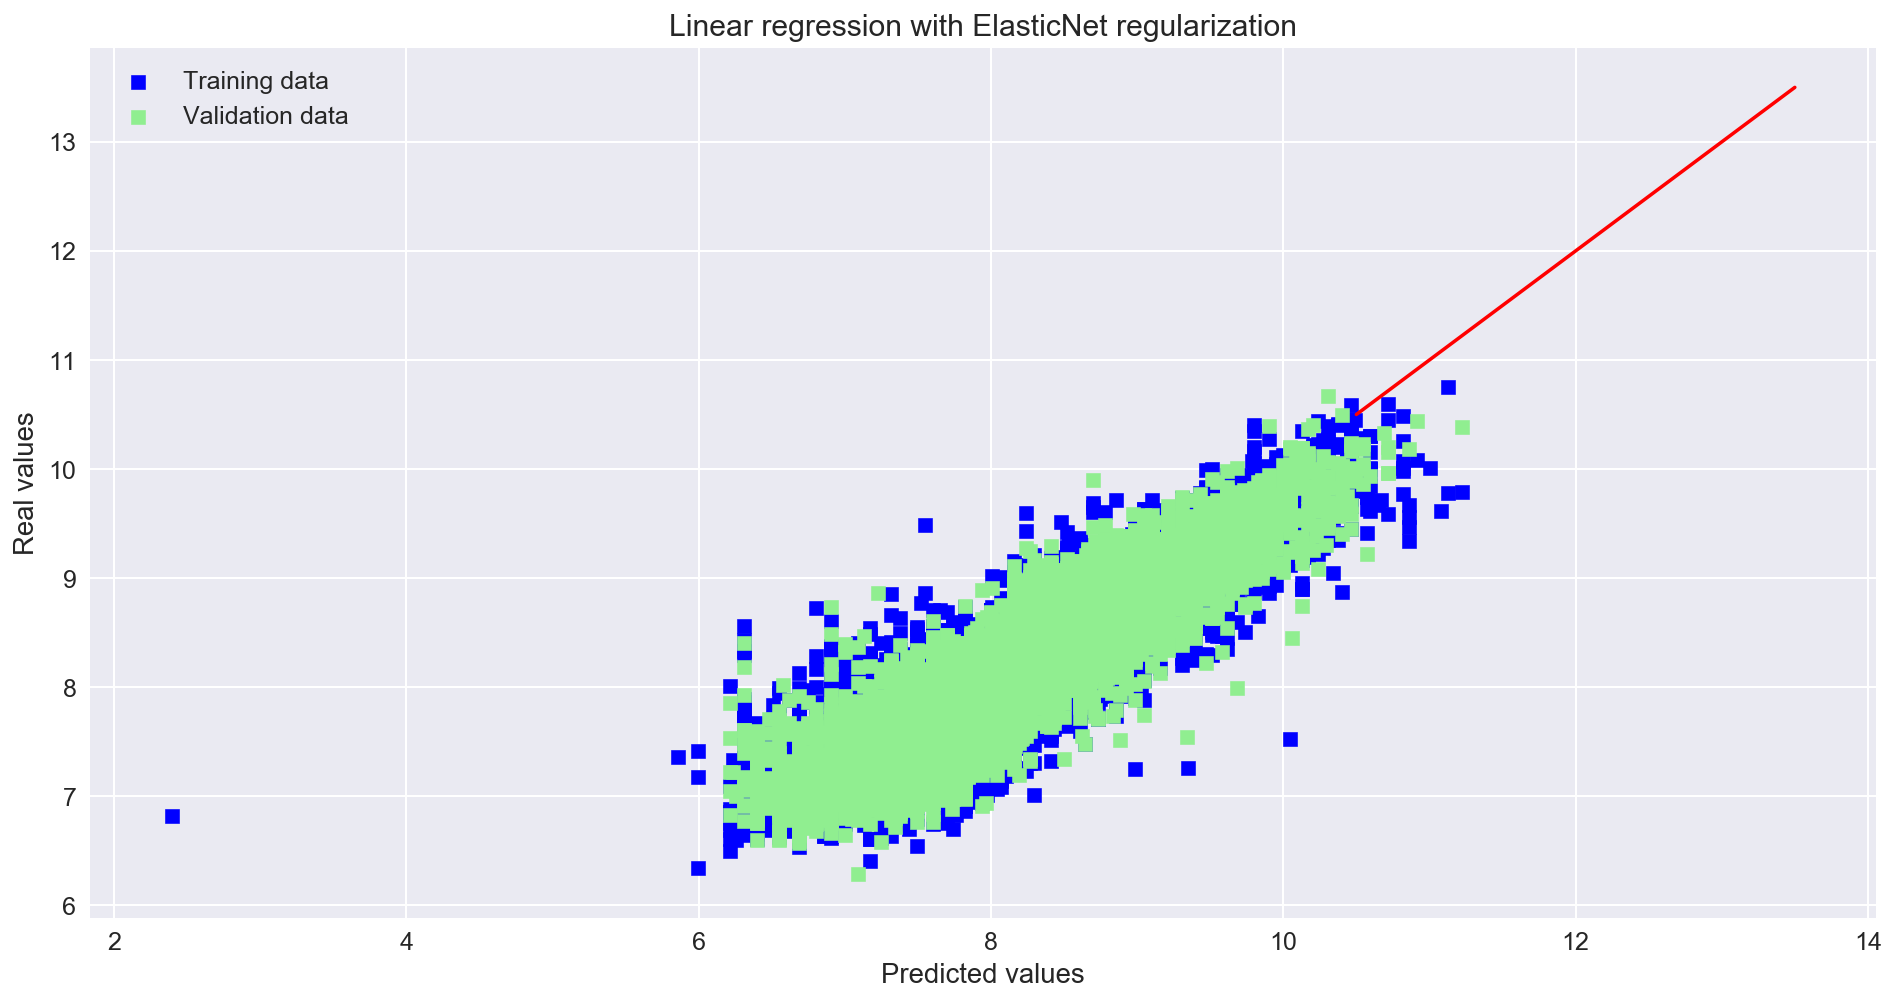 Linear regression with ElasticNet regularization
Training data
Validation data
13
12
11
10
9
8
7
6
Real values
2 4 6 8 10 12 14
Predicted values